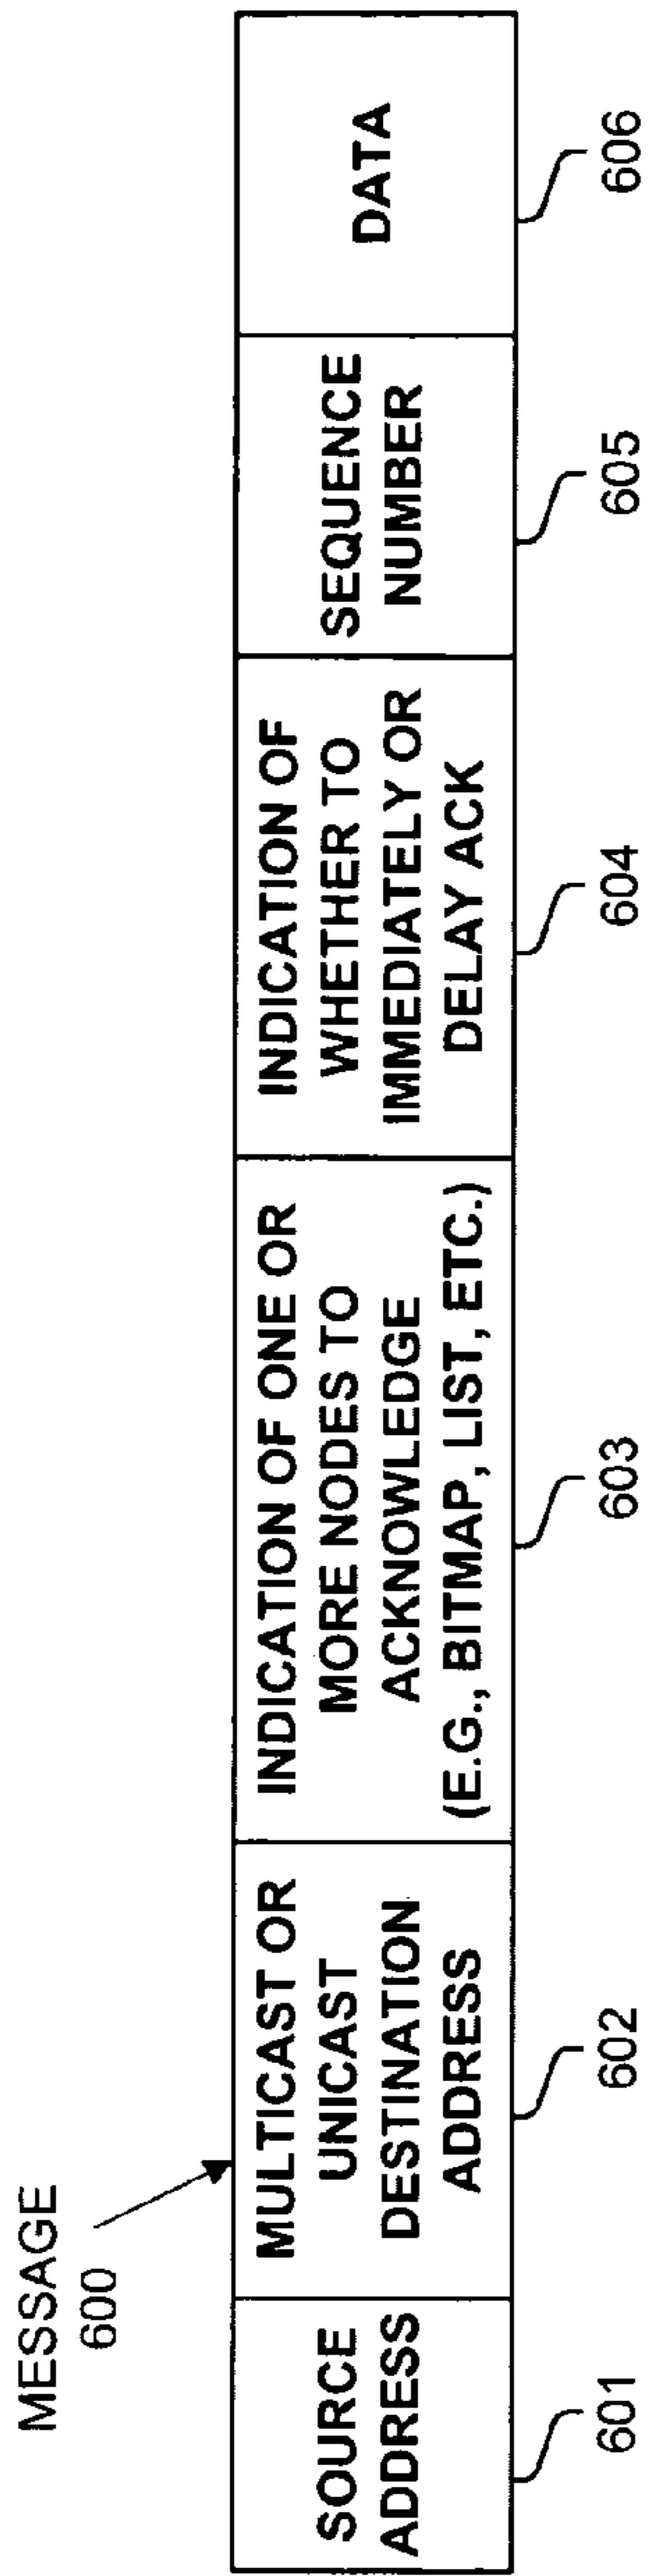 MESSAGE
600
SOURCE
ADDRESS
MULTICAST OR
UNICAST
DESTINATION
ADDRESS
INDICATION OF ONE OR
MORE NODES TO
ACKNOWLEDGE
(E.G., BITMAP, LIST, ETC.)
INDICATION OF
WHETHER TO
IMMEDIATELY OR
DELAY ACK
SEQUENCE
NUMBER
DATA
601
602
603
604
605
606